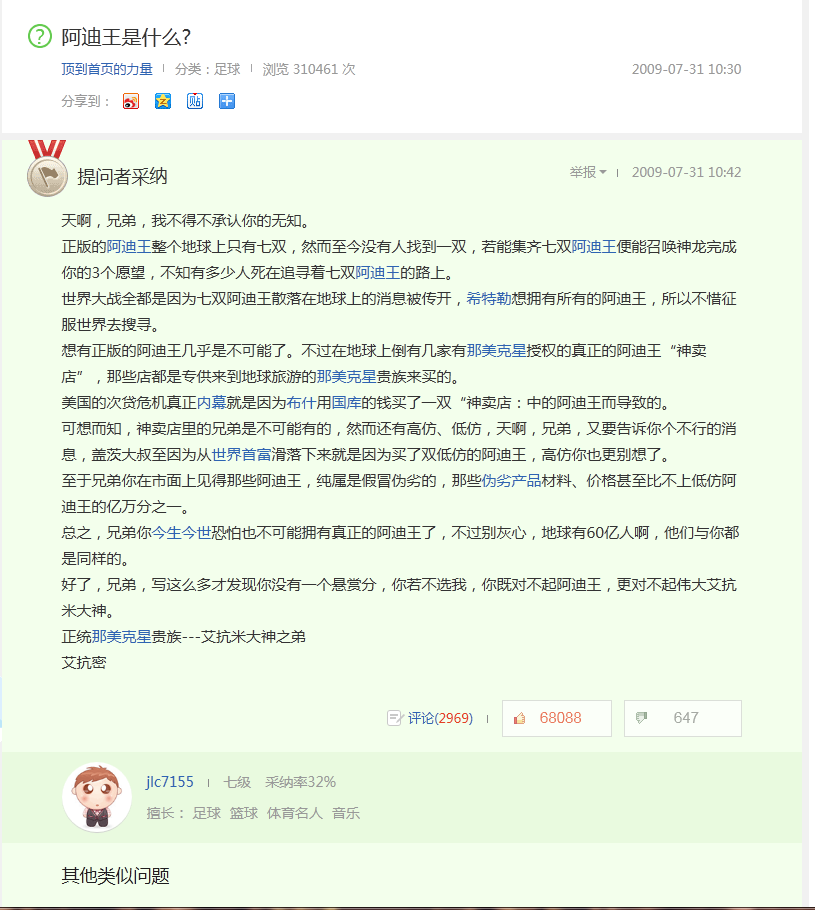 阿迪王是什么?
顶到首页的力量 | 分类：足球 | 浏览 310461 次 2009-07-31 10:30
分享到：
提问者采纳 举报 | 2009-07-31 10:42
天啊，兄弟，我不得不承认你的无知。
正版的阿迪王整个地球上只有七双，然而至今没有人找到一双，若能集齐七双阿迪王便能召唤神龙完成
你的3个愿望，不知有多少人死在追寻着七双阿迪王的路上。
世界大战全都是因为七双阿迪王散落在地球上的消息被传开，希特勒想拥有所有的阿迪王，所以不惜征
服世界去搜寻。
想有正版的阿迪王几乎是不可能了。不过在地球上倒有几家有那美克星授权的真正的阿迪王“神卖
店”，那些店都是专供来到地球旅游的那美克星贵族来买的。
美国的次贷危机真正内幕就是因为布什用国库的钱买了一双“神卖店：中的阿迪王而导致的。
可想而知，神卖店里的兄弟是不可能有的，然而还有高仿、低仿，天啊，兄弟，又要告诉你个不行的消
息，盖茨大叔至因为从世界首富滑落下来就是因为买了双低仿的阿迪王，高仿你也更别想了。
至于兄弟你在市面上见得那些阿迪王，纯属是假冒伪劣的，那些伪劣产品材料、价格甚至比不上低仿阿
迪王的亿万分之一。
总之，兄弟你今生今世恐怕也不可能拥有真正的阿迪王了，不过别灰心，地球有60亿人啊，他们与你都
是同样的。
好了，兄弟，写这么多才发现你没有一个悬赏分，你若不选我，你既对不起阿迪王，更对不起伟大艾抗
米大神。
正统那美克星贵族---艾抗米大神之弟
艾抗密
评论(2969) | 68088 647
jlc7155 | 七级 采纳率32%
擅长： 足球 篮球 体育名人 音乐
其他类似问题